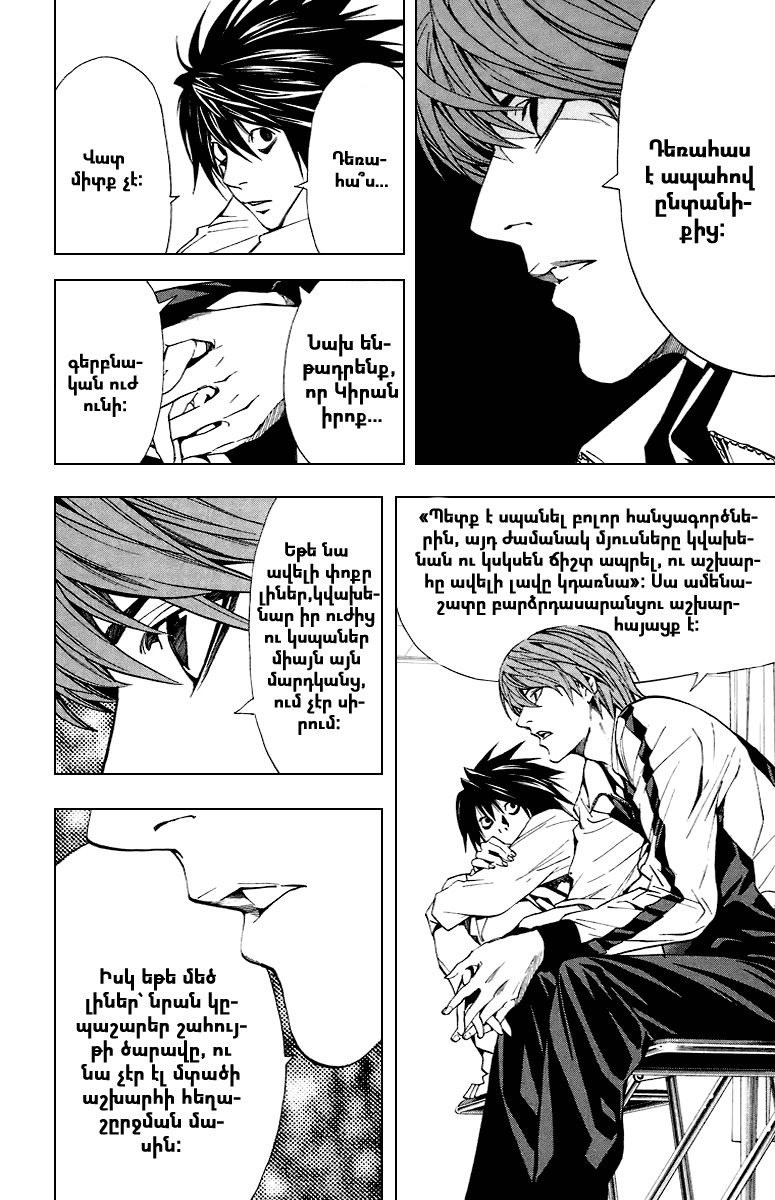 Դեռահաս
է ապահով
ընտանի-
քից:
Դեռա-
հա՞ս...
Վատ
միտք չէ:
Նախ են-
թադրենք,
որ Կիրան
իրոք...
գերբնա-
կան ուժ
ունի:
«Պետք է սպանել բոլոր հանցագործնե-
րին, այդ ժամանակ մյուսները կվախե-
նան ու կսկսեն ճիշտ ապրել, ու աշխար-
հը ավելի լավը կդառնա»: Սա ամենա-
շատը բարձրդասարանցու աշխար-
հայացք է:
Եթե նա
ավելի փոքր
լիներ,կվախե-
նար իր ուժից
ու կսպաներ
միայն այն
մարդկանց,
ում չէր սի-
րում:
Իսկ եթե մեծ
լիներ՝ նրան կը-
պաշարեր շահույ-
թի ծարավը, ու
նա չէր էլ մտածի
աշխարհի հեղա-
շըրջման մա-
սին: